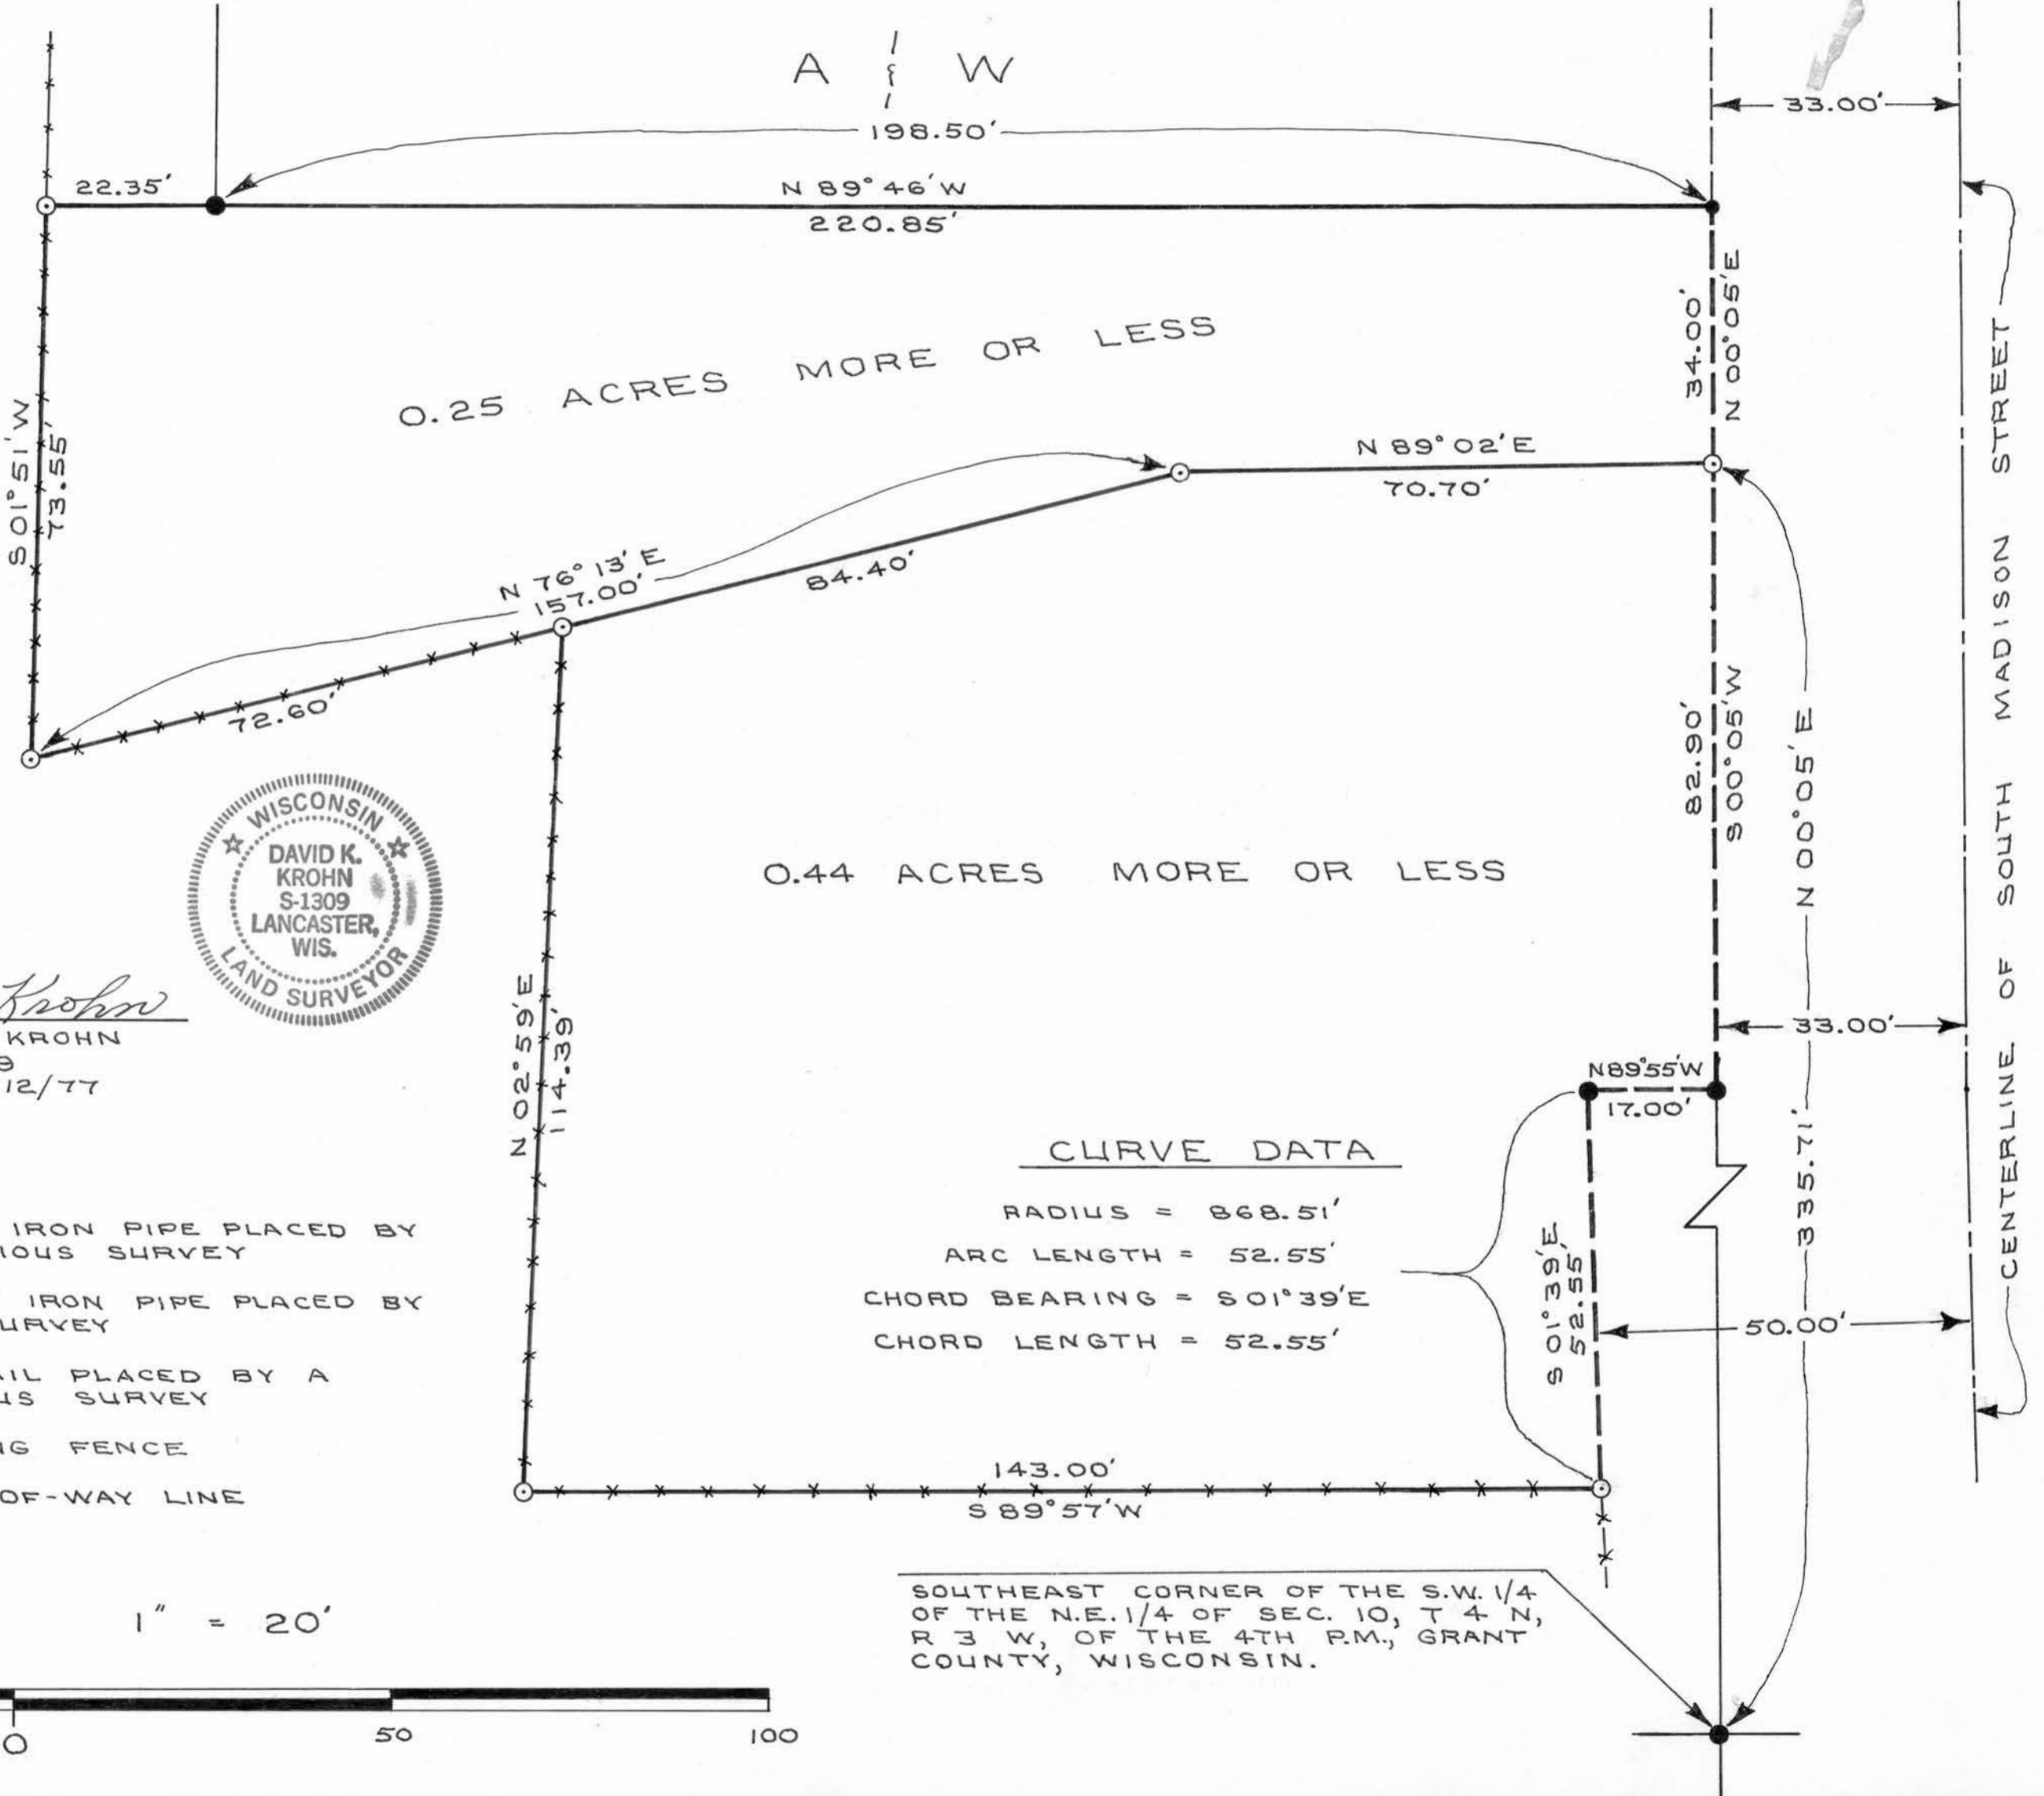 A & W
33.00'
198.50'
22.35'
N 89° 46' W
220.85'
34.00'
N 00° 05' E
0.25 ACRES MORE OR LESS
S 01° 51' W
73.55'
N 89° 02' E
70.70'
N 76° 13' E
157.00'
84.40'
72.60'
82.90'
S 00° 05' W
N 00° 05' E
335.71'
CENTERLINE OF SOUTH MADISON STREET
WISCONSIN
DAVID K.
KROHN
S-1309
LANCASTER,
WIS.
LAND SURVEYOR
0.44 ACRES MORE OR LESS
Krohn
KROHN
9
12/77
N 02° 59' E
114.39'
33.00'
N 89° 55' W
17.00'
CURVE DATA
RADIUS = 868.51'
ARC LENGTH = 52.55'
CHORD BEARING = S 01° 39' E
CHORD LENGTH = 52.55'
S 01° 39' E
52.55'
50.00'
IRON PIPE PLACED BY
IOUS SURVEY
IRON PIPE PLACED BY
URVEY
AIL PLACED BY A
US SURVEY
NG FENCE
OF-WAY LINE
143.00'
S 89° 57' W
SOUTHEAST CORNER OF THE S.W. 1/4
OF THE N.E. 1/4 OF SEC. 10, T 4 N,
R 3 W, OF THE 4TH P.M., GRANT
COUNTY, WISCONSIN.
1" = 20'
0 50 100